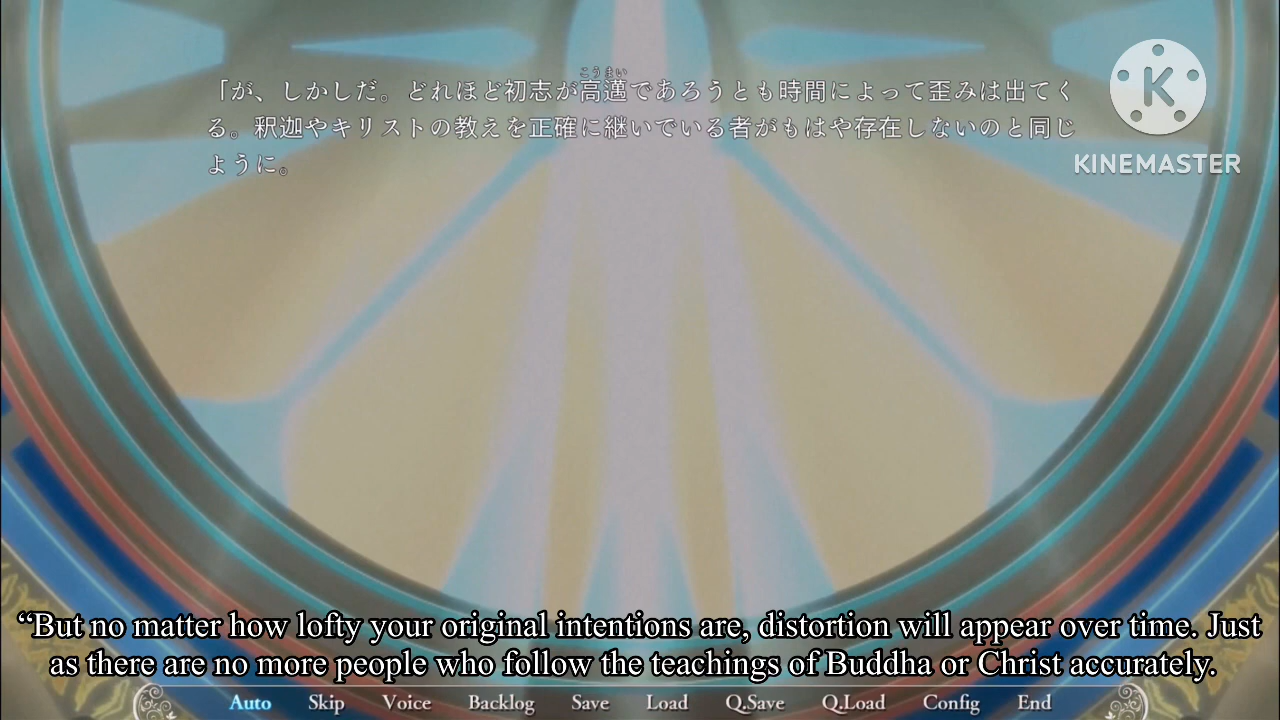 「が、しかしだ。どれほど初志が高邁であろうとも時間によって歪みは出てく
こうまい
る。釈迦やキリストの教えを正確に継いでいる者がもはや存在しないのと同じ
ように。
K
KINEMASTER
“But no matter how lofty your original intentions are, distortion will appear over time. Just
as there are no more people who follow the teachings of Buddha or Christ accurately.
Auto Skip Voice Backlog Save Load Q.Save Q.Load Config End